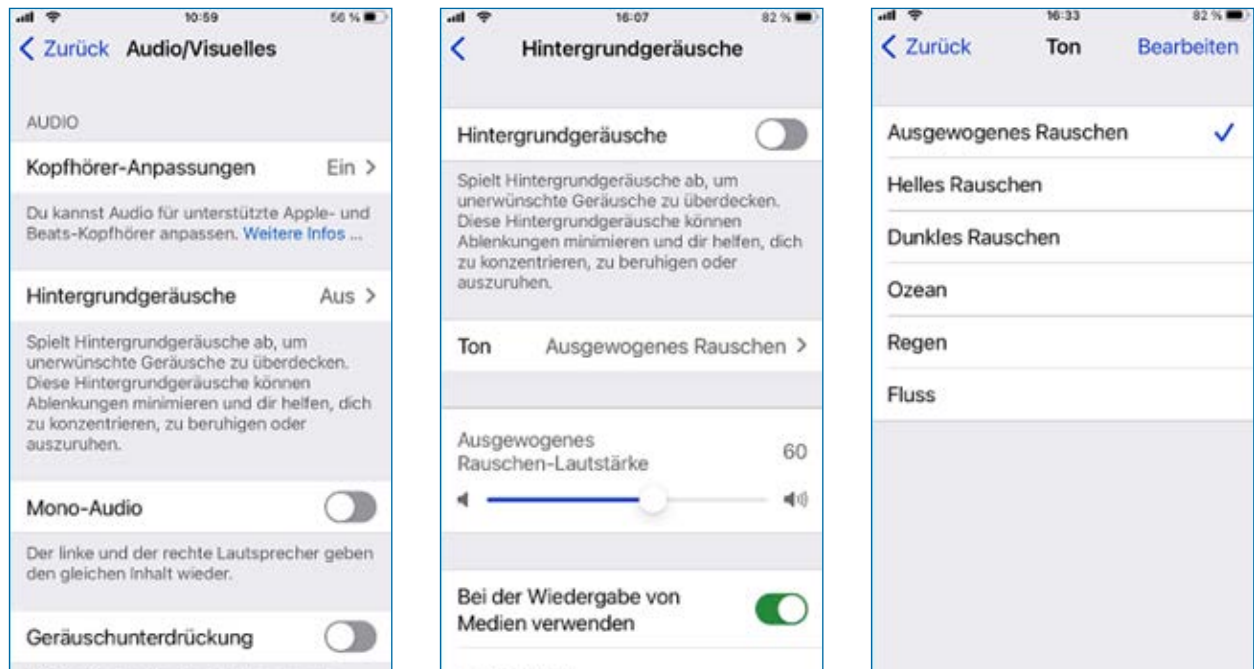 10:59
56 %
Zurück Audio/Visuelles
AUDIO
Kopfhörer-Anpassungen Ein
Du kannst Audio für unterstützte Apple- und
Beats-Kopfhörer anpassen. Weitere Infos ...
Hintergrundgeräusche Aus
Spielt Hintergrundgeräusche ab, um
unerwünschte Geräusche zu überdecken.
Diese Hintergrundgeräusche können
Ablenkungen minimieren und dir helfen, dich
zu konzentrieren, zu beruhigen oder
auszuruhen.
Mono-Audio
Der linke und der rechte Lautsprecher geben
den gleichen Inhalt wieder.
Geräuschunterdrückung
16:07
82 %
Hintergrundgeräusche
Hintergrundgeräusche
Spielt Hintergrundgeräusche ab, um
unerwünschte Geräusche zu überdecken.
Diese Hintergrundgeräusche können
Ablenkungen minimieren und dir helfen, dich
zu konzentrieren, zu beruhigen oder
auszuruhen.
Ton Ausgewogenes Rauschen
Ausgewogenes
Rauschen-Lautstärke 60
Bei der Wiedergabe von
Medien verwenden
16:33
82 %
Zurück Ton Bearbeiten
Ausgewogenes Rauschen
Helles Rauschen
Dunkles Rauschen
Ozean
Regen
Fluss